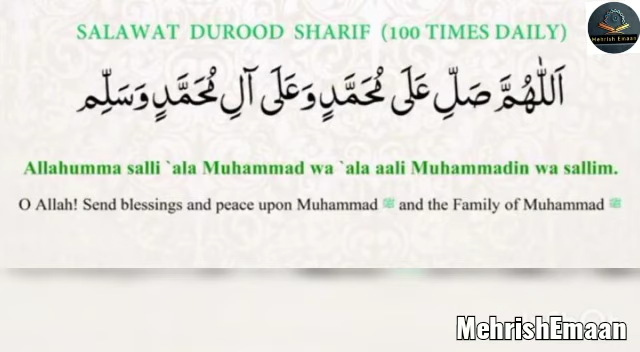 SALAWAT DUROOD SHARIF (100 TIMES DAILY)
Mehrish Emaan
اَللّٰهُمَّ صَلِّ عَلَى مُحَمَّدٍ وَعَلَى آلِ مُحَمَّدٍ وَسَلِّم
Allahumma salli `ala Muhammad wa `ala aali Muhammadin wa sallim.
O Allah! Send blessings and peace upon Muhammad ﷺ and the Family of Muhammad ﷺ
MehrishEmaan